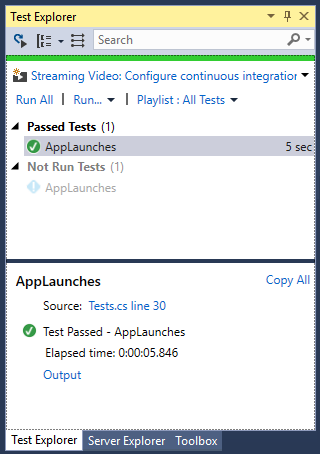 Test Explorer
Search
Streaming Video: Configure continuous integration
Run All | Run... | Playlist : All Tests
Passed Tests (1)
AppLaunches 5 sec
Not Run Tests (1)
AppLaunches
AppLaunches Copy All
Source: Tests.cs line 30
Test Passed - AppLaunches
Elapsed time: 0:00:05.846
Output
Test Explorer Server Explorer Toolbox